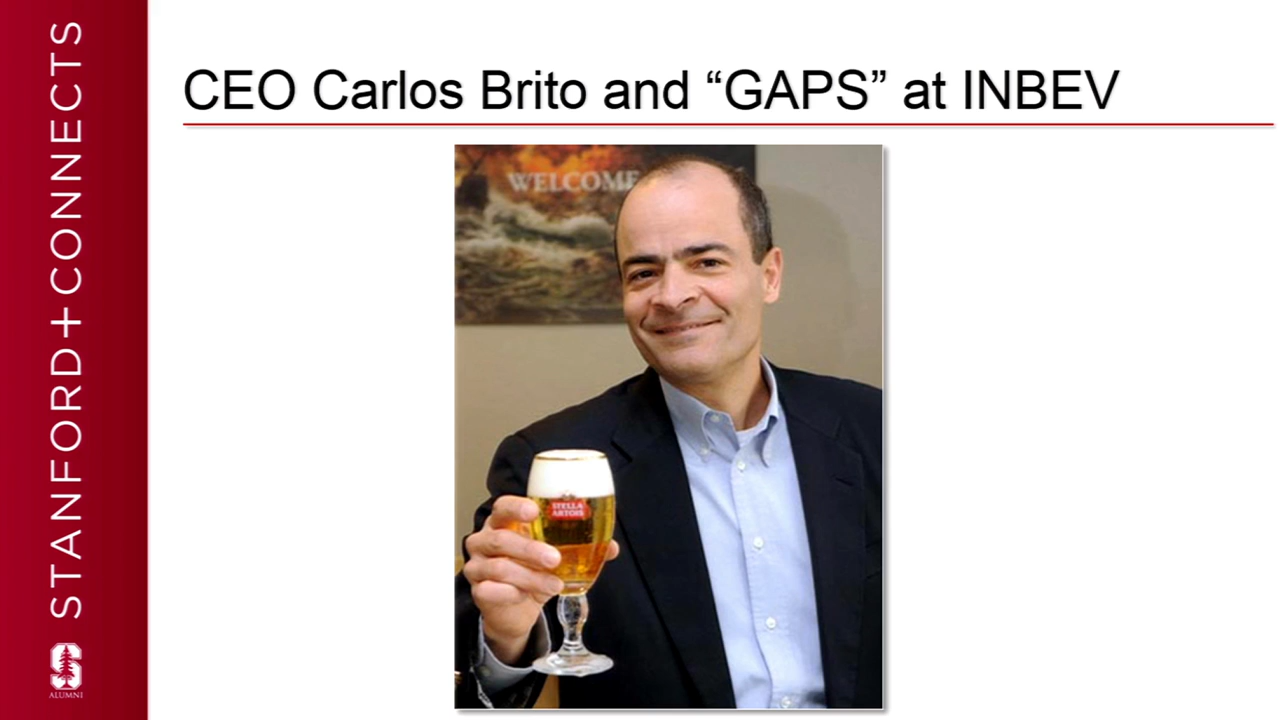 STANFORD+CONNECTS
ALUMNI
CEO Carlos Brito and “GAPS” at INBEV
WELCOME
STELLA
ARTOIS